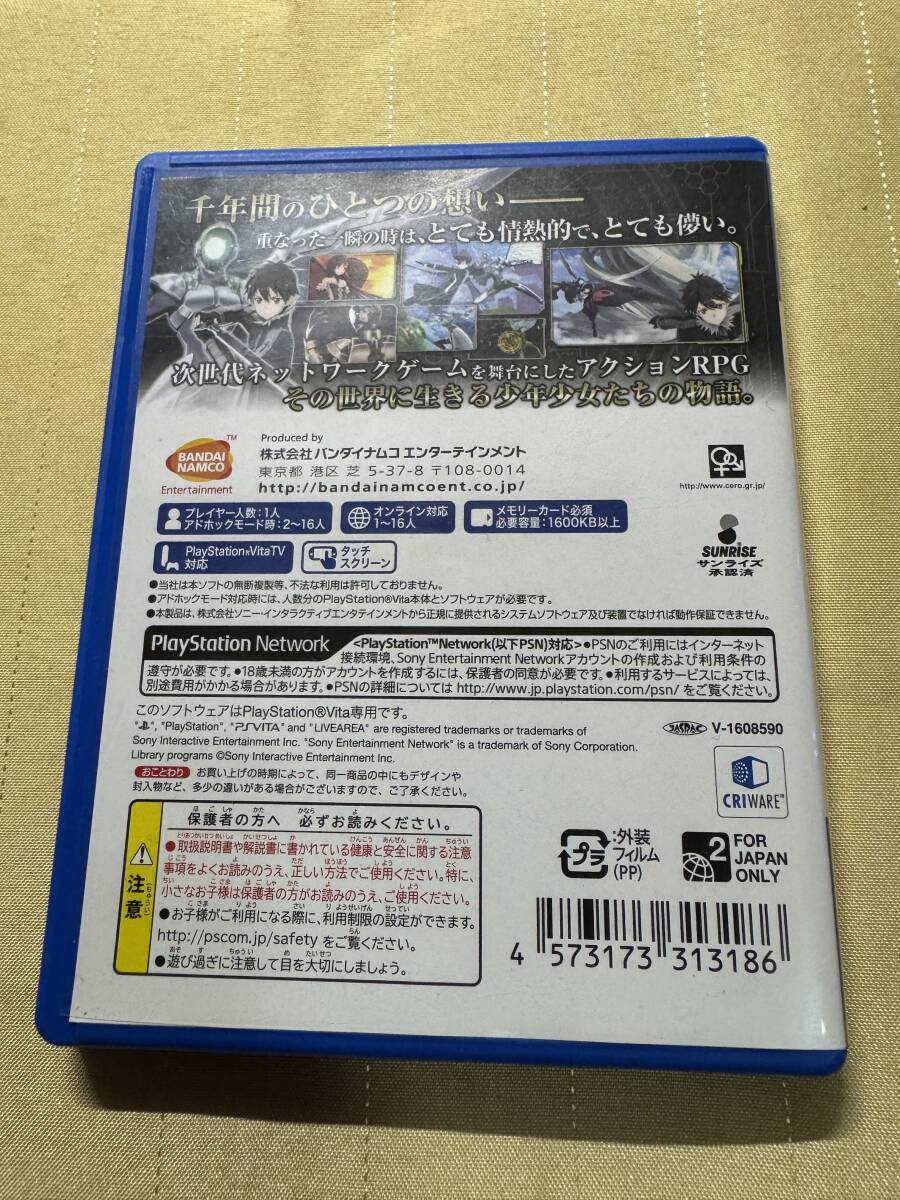 千年間のひとつの想い――
重なった一瞬の時は、とても情熱的で、とても儚い。
次世代ネットワークゲームを舞台にしたアクションRPG
その世界に生きる少年少女たちの物語。
BANDAI
NAMCO
TM
Entertainment
Produced by
株式会社 バンダイナムコ エンターテインメント
東京都 港区 芝 5-37-8 〒108-0014
http://bandainamcoent.co.jp/
http://www.cero.gr.jp/
プレイヤー人数：1人
アドホックモード時：2～16人
オンライン対応
1～16人
メモリーカード必須
必要容量：1600KB以上
PlayStation®VitaTV
対応
タッチ
スクリーン
SUNRISE
サンライズ
承認済
●当社は本ソフトの無断複製等、不法な利用は許可しておりません。
●アドホックモード対応時には、人数分のPlayStation®Vita本体とソフトウェアが必要です。
●本製品は、株式会社ソニー・インタラクティブエンタテインメントから正規に提供されるシステムソフトウェア及び装置でなければ動作保証できません。
PlayStation Network <PlayStation™Network(以下PSN)対応>●PSNのご利用にはインターネット
接続環境、Sony Entertainment Networkアカウントの作成および利用条件の
遵守が必要です。●18歳未満の方がアカウントを作成するには、保護者の同意が必要です。●利用するサービスによっては、
別途費用がかかる場合があります。●PSNの詳細については http://www.jp.playstation.com/psn/ をご覧ください。
このソフトウェアはPlayStation®Vita専用です。
"PS", "PlayStation", "PSVITA" and "LIVEAREA" are registered trademarks or trademarks of
Sony Interactive Entertainment Inc. "Sony Entertainment Network" is a trademark of Sony Corporation.
Library programs ©Sony Interactive Entertainment Inc.
JASRAC V-1608590
おことわり お買い上げの時期によって、同一商品の中にもデザインや
封入物など、多少の違いがある場合がございますので、ご了承ください。
CRIWARE™
注意
（ちゅうい）
保護者の方へ 必ずお読みください。
●取扱説明書や解説書に書かれている健康と安全に関する注意
事項をよくお読みのうえ、正しい方法でご使用ください。特に、
小さなお子様は保護者の方がお読みのうえ、ご使用ください。
●お子様がご利用になる際に、利用制限の設定ができます。
http://pscom.jp/safety をご覧ください。
●遊び過ぎに注意して目を大切にしましょう。
プラ
:外装
フィルム
(PP)
2
FOR
JAPAN
ONLY
4 573173 313186